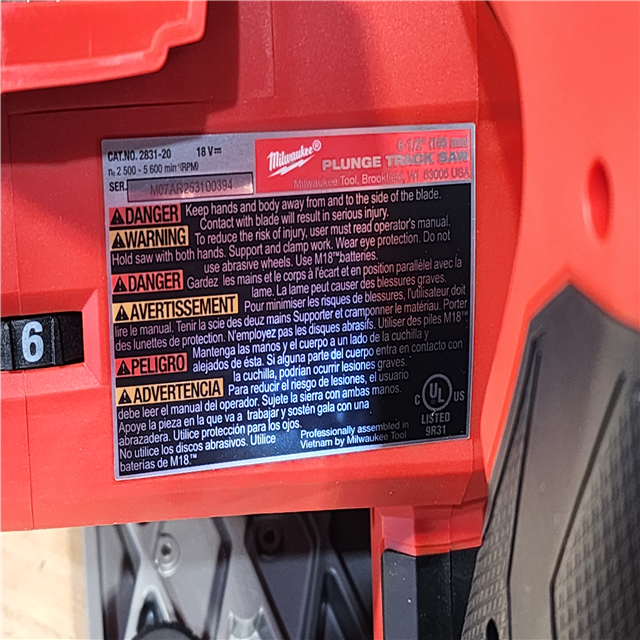 CAT.NO. 2831-20 18 V⎓
n₀ 2 500 - 5 600 min⁻¹(RPM)
SER. M07AR253100394
Milwaukee®
6-1/2" (165 mm)
PLUNGE TRACK SAW
Milwaukee Tool, Brookfield, WI 53005 USA
⚠DANGER Keep hands and body away from and to the side of the blade.
Contact with blade will result in serious injury.
⚠WARNING To reduce the risk of injury, user must read operator's manual.
Hold saw with both hands. Support and clamp work. Wear eye protection. Do not
use abrasive wheels. Use M18™batteries.
⚠DANGER Gardez les mains et le corps à l'écart et en position parallélel avec la
lame. La lame peut causer des blessures graves.
⚠AVERTISSEMENT Pour minimiser les risques de blessures, l'utilisateur doit
lire le manuel. Tenir la scie des deux mains Supporter et cramponner le matériau. Porter
des lunettes de protection. N'employez pas les disques abrasifs. Utiliser des piles M18™.
⚠PELIGRO Mantenga las manos y el cuerpo a un lado de la cuchilla y
alejados de ésta. Si alguna parte del cuerpo entra en contacto con
la cuchilla, podrían ocurrir lesiones graves.
⚠ADVERTENCIA Para reducir el riesgo de lesiones, el usuario
debe leer el manual del operador. Sujete la sierra con ambas manos.
Apoye la pieza en la que va a trabajar y sostén gala con una
abrazadera. Utilice protección para los ojos.
No utilice los discos abrasivos. Utilice
baterías de M18.™
Professionally assembled in
Vietnam by Milwaukee Tool
C UL US
LISTED
9R31
6